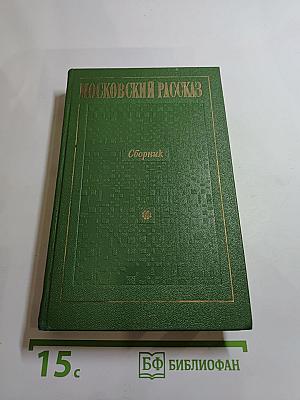 МОСКОВСКИЙ РАССКАЗ
Сборник
15с
БФ БИБЛИОФАН